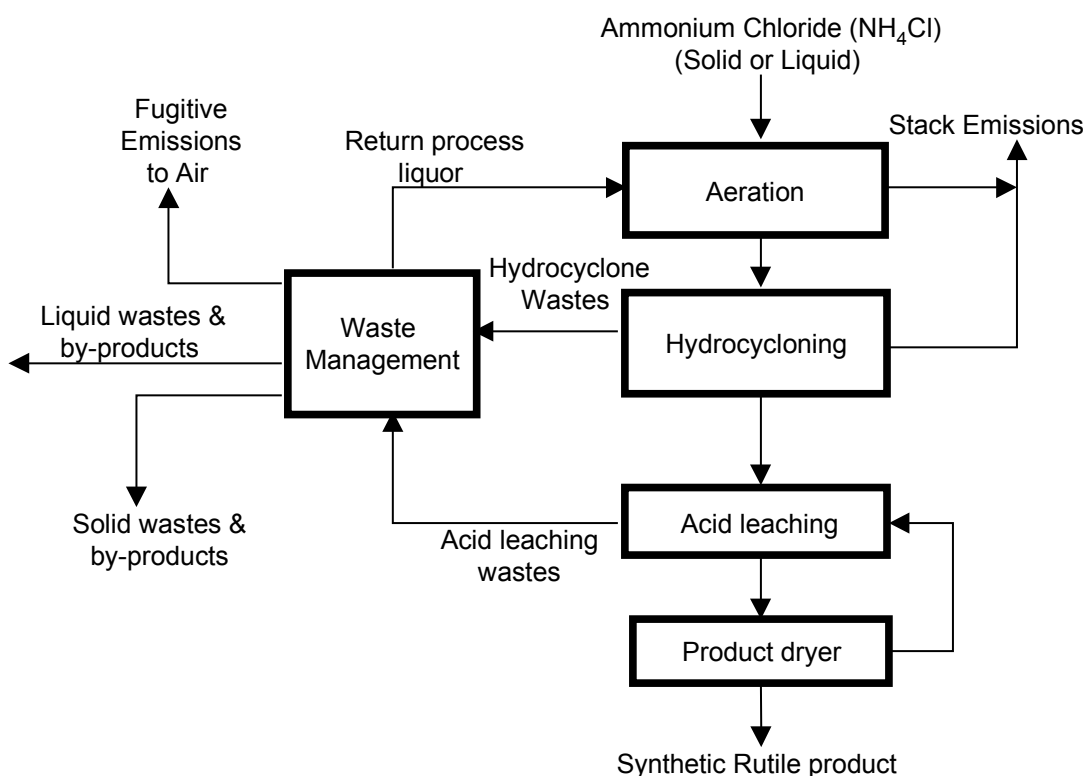 Ammonium Chloride (NH4Cl)
(Solid or Liquid)
Fugitive
Emissions
to Air
Return process
liquor
Stack Emissions
Aeration
Hydrocyclone
Wastes
Liquid wastes &
by-products
Waste
Management
Hydrocycloning
Solid wastes &
by-products
Acid leaching
wastes
Acid leaching
Product dryer
Synthetic Rutile product